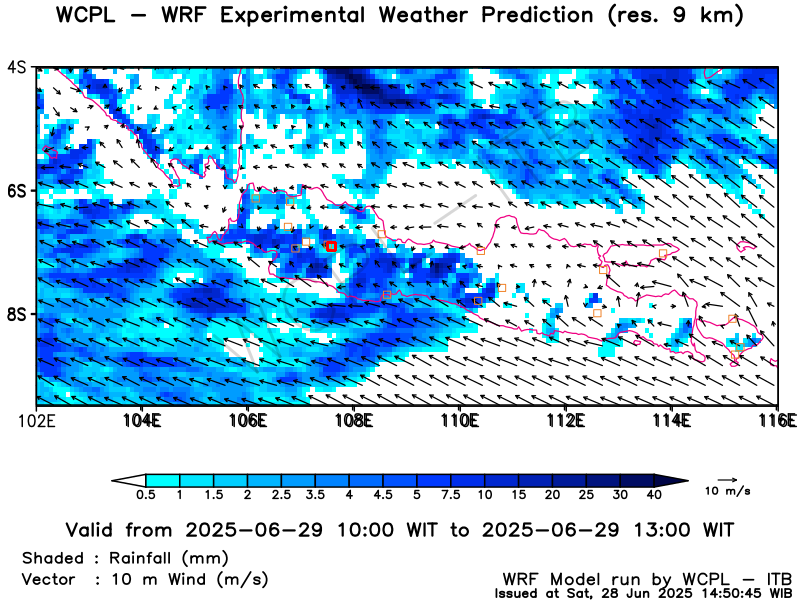 WCPL – WRF Experimental Weather Prediction (res. 9 km)
4S
6S
8S
102E 104E 106E 108E 110E 112E 114E 116E
0.5 1 1.5 2 2.5 3.5 4 4.5 5 7.5 10 15 20 25 30 40
10 m/s
Valid from 2025-06-29 10:00 WIT to 2025-06-29 13:00 WIT
Shaded : Rainfall (mm)
Vector : 10 m Wind (m/s)
WRF Model run by WCPL – ITB
Issued at Sat, 28 Jun 2025 14:50:45 WIB